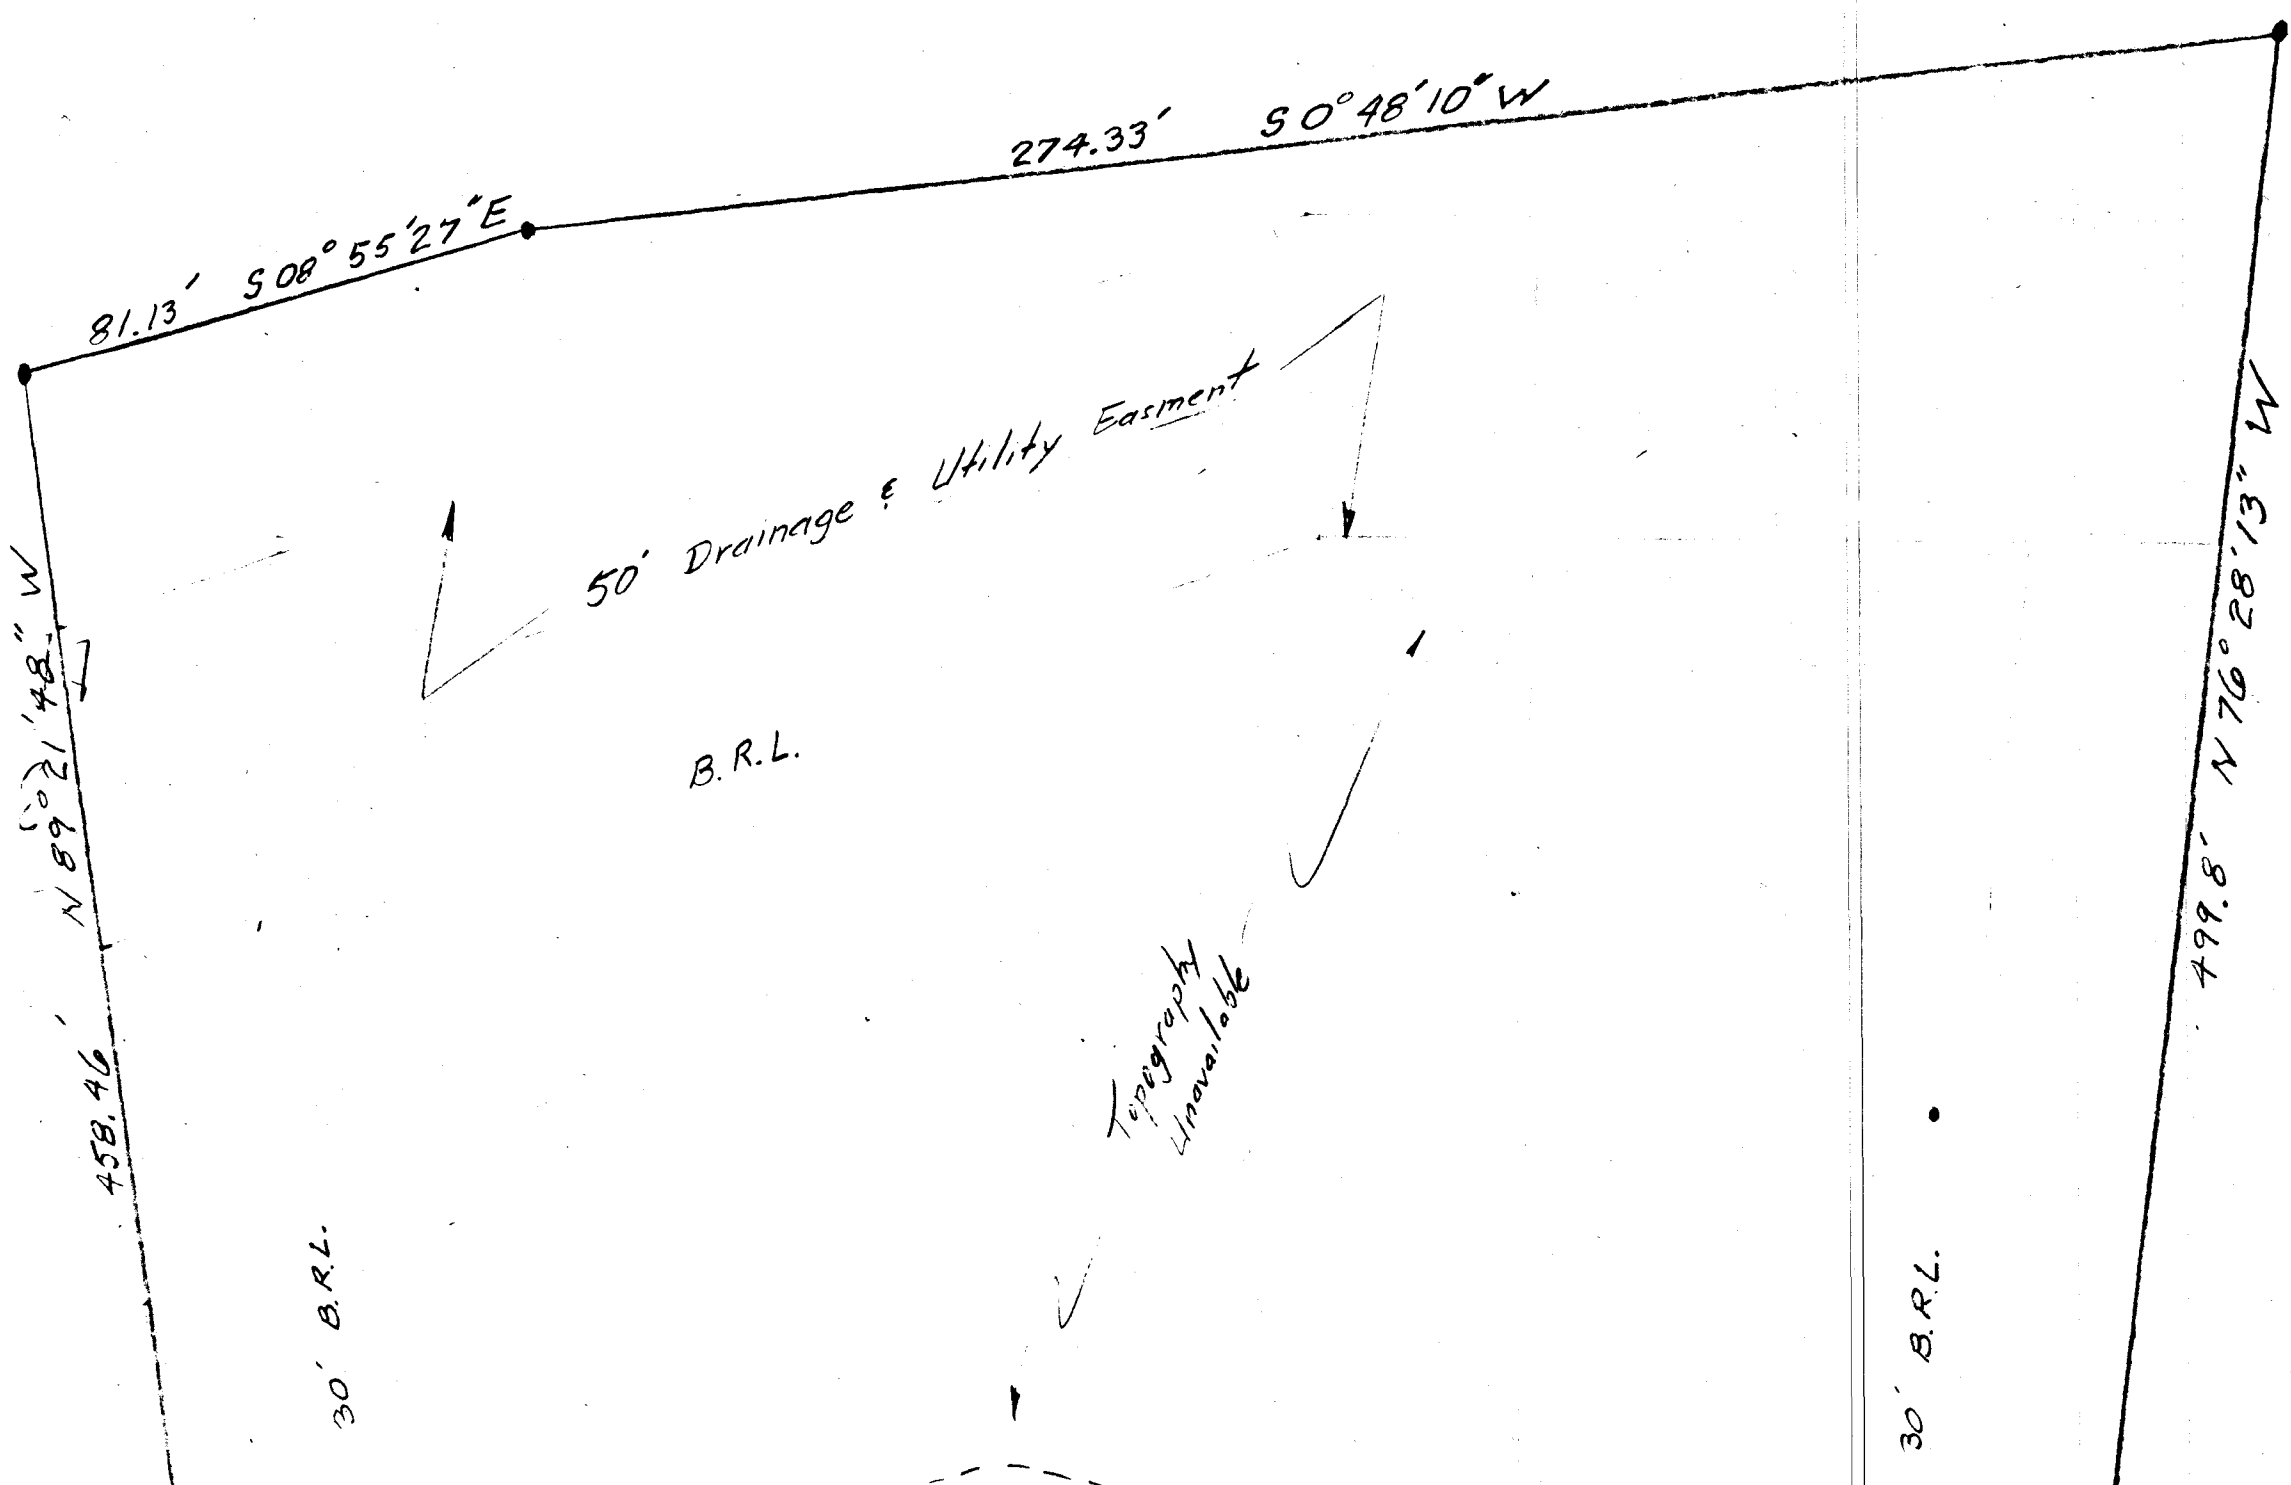 274.33' S 0° 48' 10" W
81.13' S 08° 55' 27" E
50' Drainage & Utility Easment
N 76° 28' 13" W
499.8'
N 89° 21' 48" W
458.46'
B.R.L.
Topography
Unavailable
30' B.R.L.
30' B.R.L.